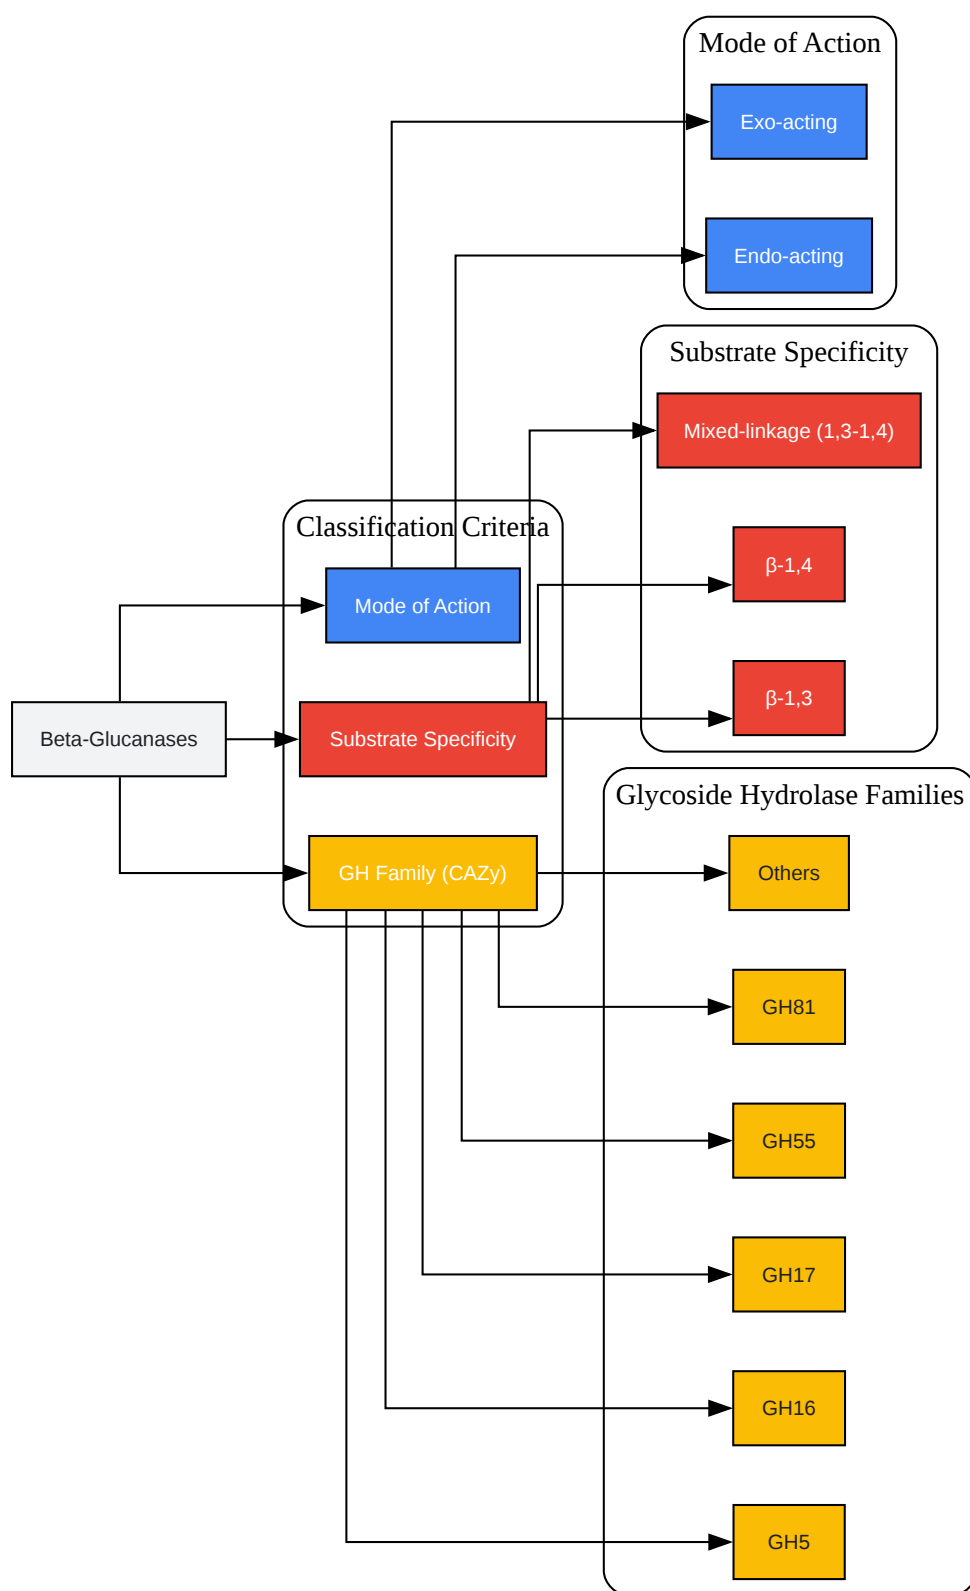 Mode of Action
Exo-acting
Endo-acting
Substrate Specificity
Mixed-linkage (1,3-1,4)
β-1,4
β-1,3
Classification Criteria
Mode of Action
Substrate Specificity
GH Family (CAZy)
Beta-Glucanases
Glycoside Hydrolase Families
Others
GH81
GH55
GH17
GH16
GH5